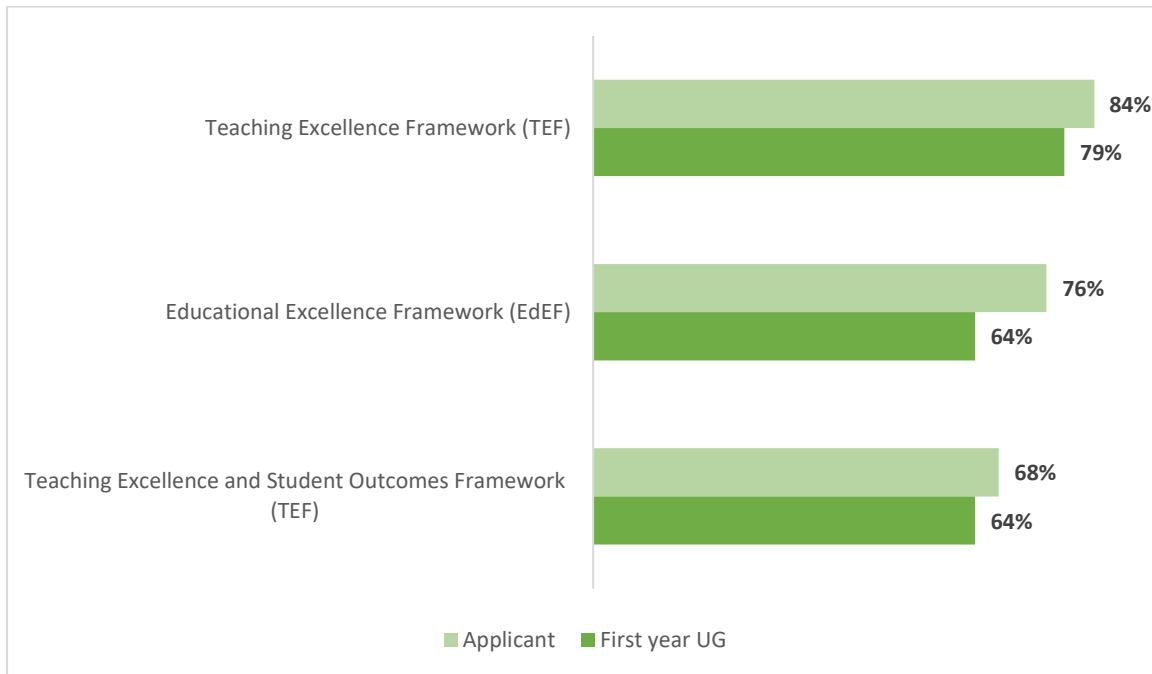 Teaching Excellence Framework (TEF)
84%
79%
Educational Excellence Framework (EdEF)
76%
64%
Teaching Excellence and Student Outcomes Framework
(TEF)
68%
64%
Applicant
First year UG